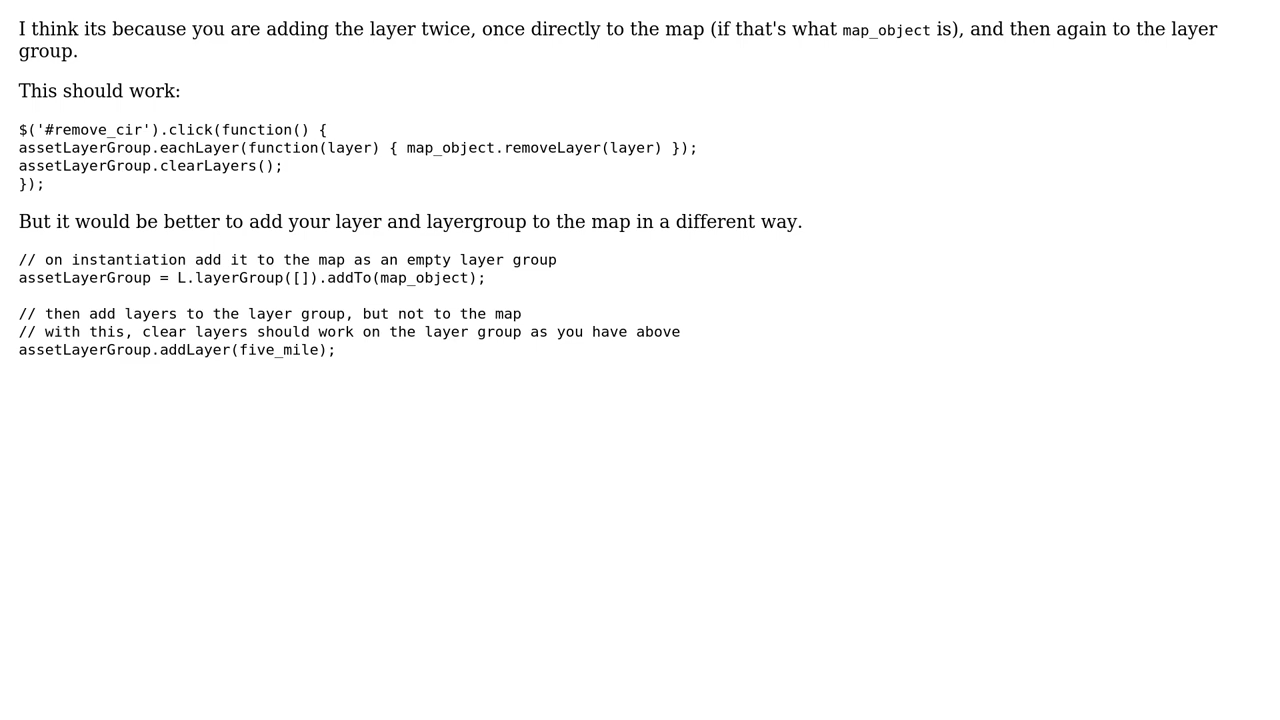 I think its because you are adding the layer twice, once directly to the map (if that's what map_object is), and then again to the layer
group.
This should work:
$('#remove_cir').click(function() {
assetLayerGroup.eachLayer(function(layer) { map_object.removeLayer(layer) });
assetLayerGroup.clearLayers();
});
But it would be better to add your layer and layergroup to the map in a different way.
// on instantiation add it to the map as an empty layer group
assetLayerGroup = L.layerGroup([]).addTo(map_object);
// then add layers to the layer group, but not to the map
// with this, clear layers should work on the layer group as you have above
assetLayerGroup.addLayer(five_mile);